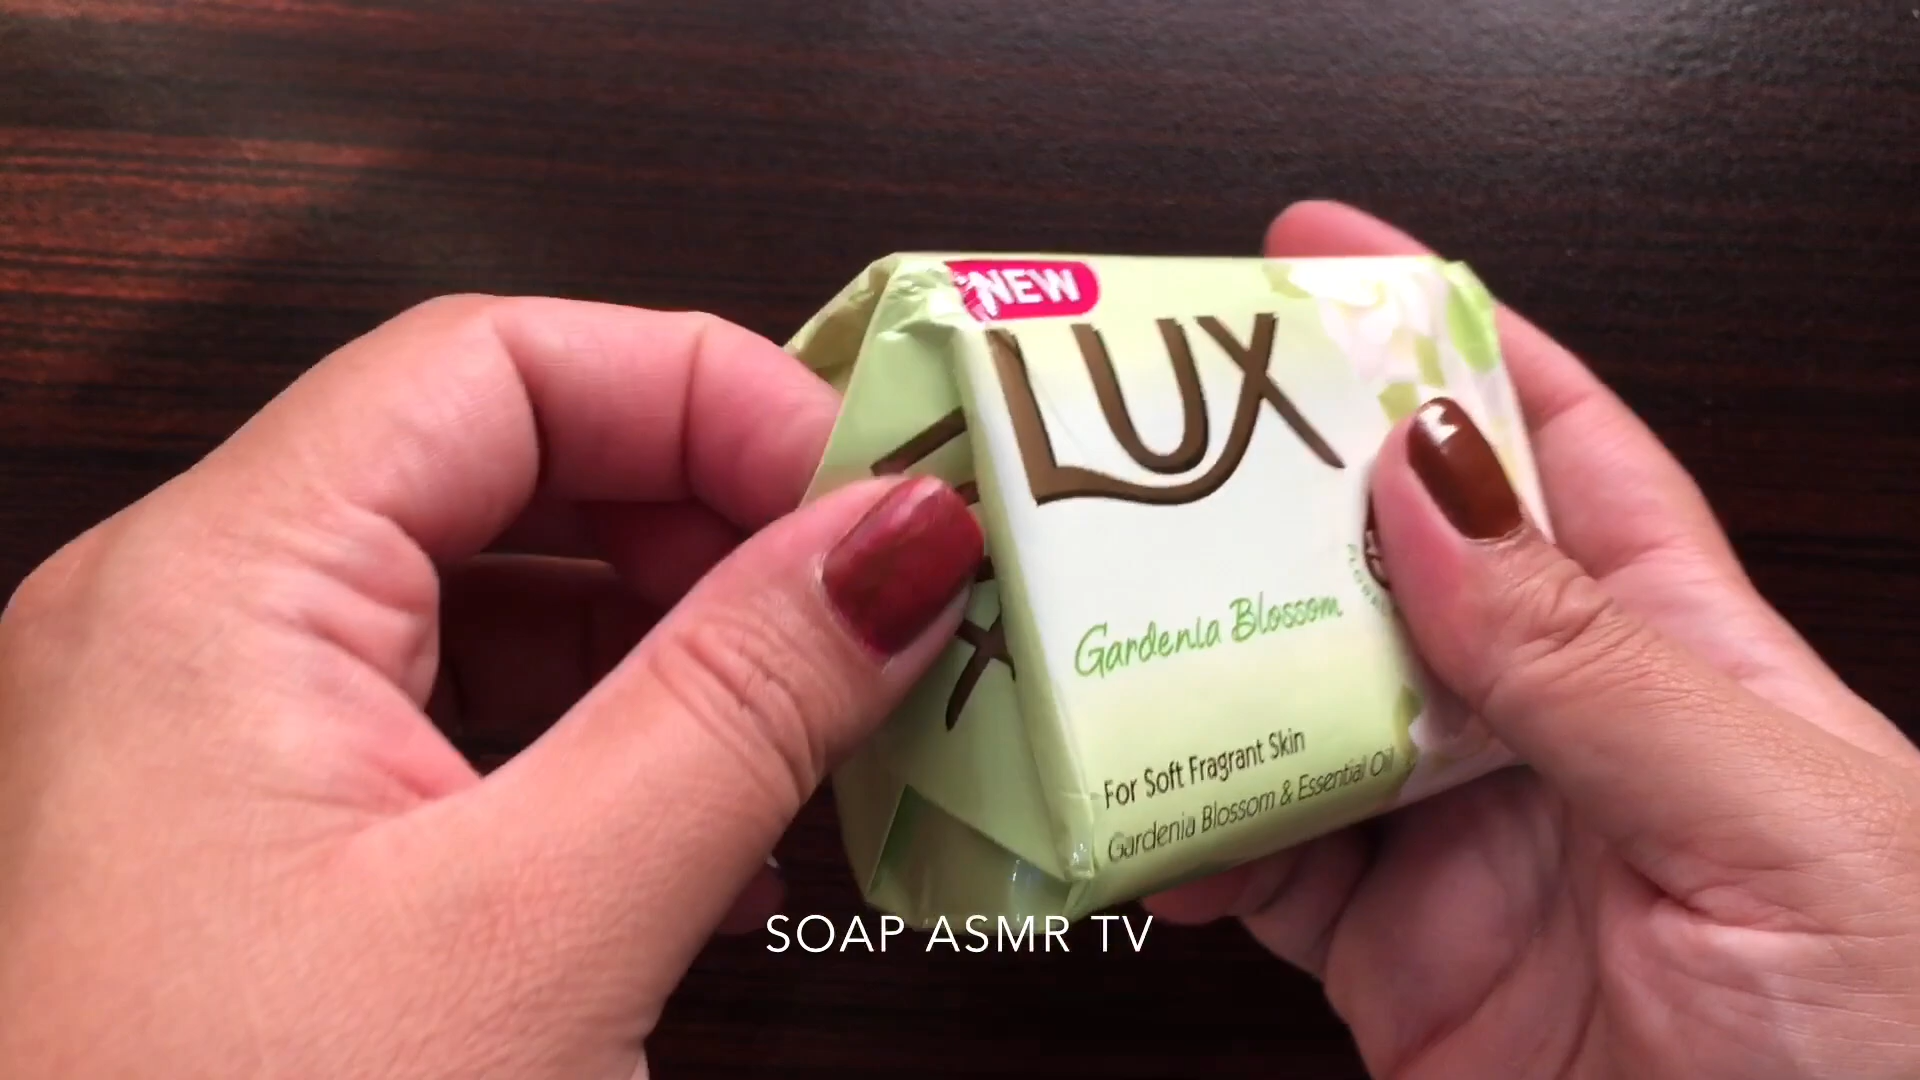 NEW
LUX
Gardenia Blossom
For Soft Fragrant Skin
Gardenia Blossom & Essential Oil
SOAP ASMR TV